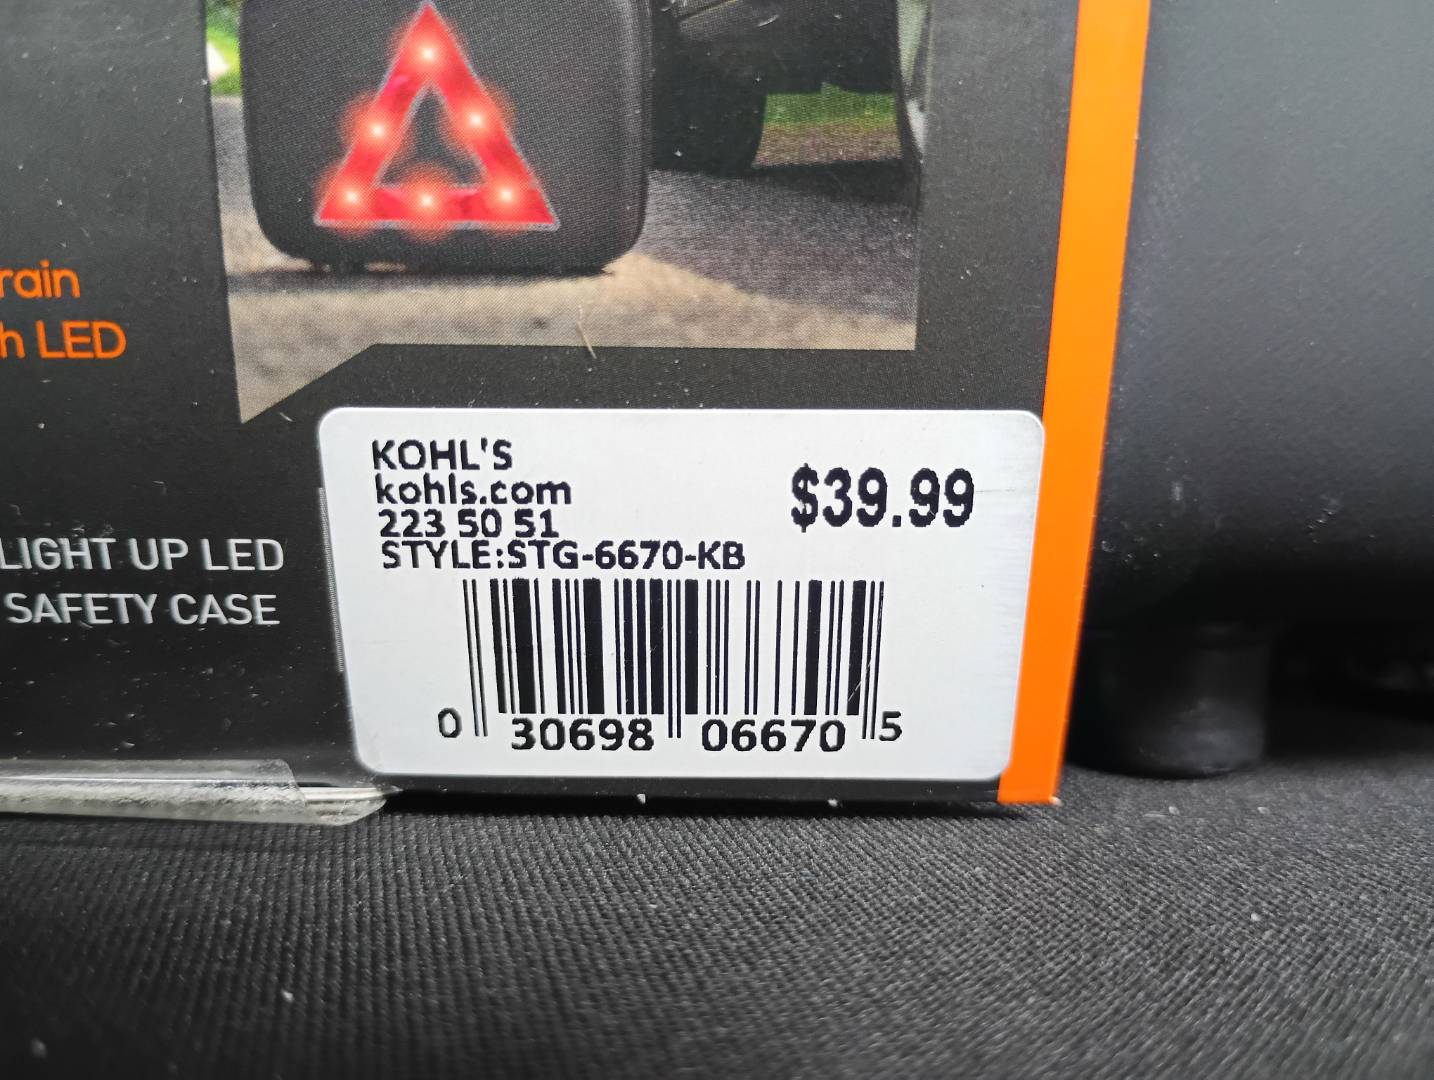 rain
h LED
LIGHT UP LED
SAFETY CASE
KOHL'S
kohls.com
$39.99
223 50 51
STYLE:STG-6670-KB
0 30698 06670 5